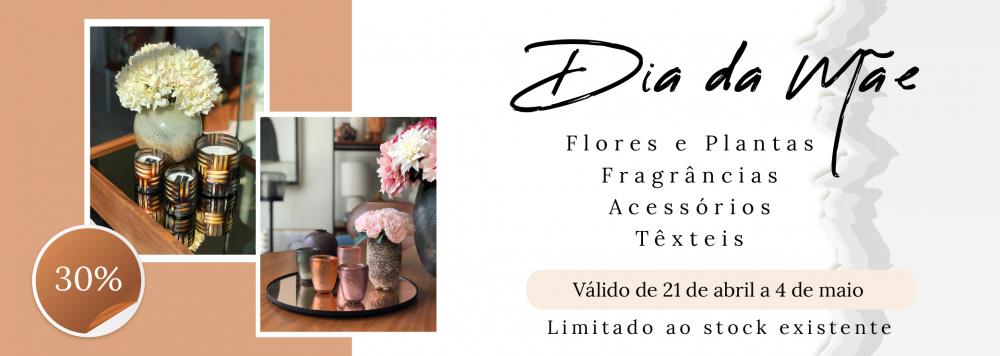 Dia da Mãe
Flores e Plantas
Fragrâncias
Acessórios
Têxteis
30%
Válido de 21 de abril a 4 de maio
Limitado ao stock existente